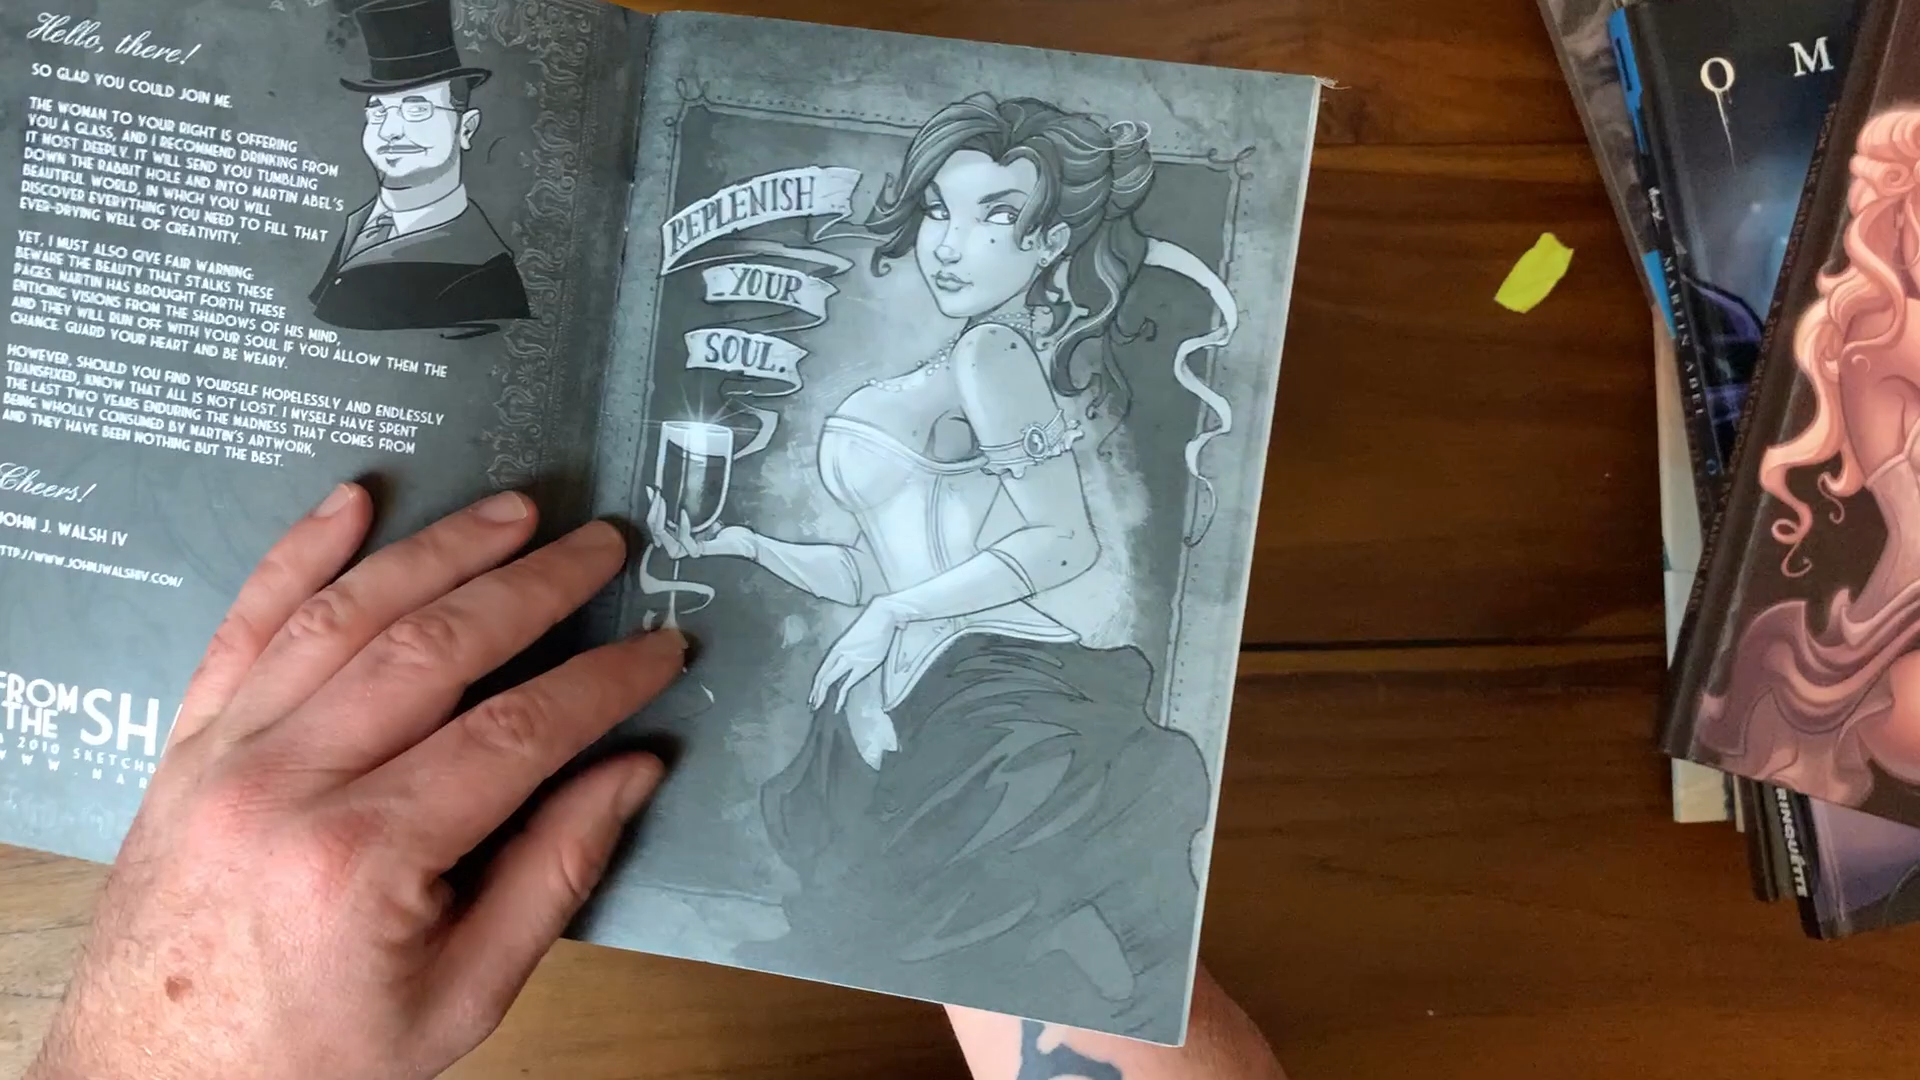 Hello, there!
SO GLAD YOU COULD JOIN ME.
THE WOMAN TO YOUR RIGHT IS OFFERING
YOU A GLASS, AND I RECOMMEND DRINKING FROM
IT MOST DEEPLY. IT WILL SEND YOU TUMBLING
DOWN THE RABBIT HOLE AND INTO MARTIN ABEL'S
BEAUTIFUL WORLD, IN WHICH YOU WILL
DISCOVER EVERYTHING YOU NEED TO FILL THAT
EVER-DRYING WELL OF CREATIVITY.
YET, I MUST ALSO GIVE FAIR WARNING:
BEWARE THE BEAUTY THAT STALKS THESE
PAGES. MARTIN HAS BROUGHT FORTH THESE
ENTICING VISIONS FROM THE SHADOWS OF HIS MIND,
AND THEY WILL RUN OFF WITH YOUR SOUL IF YOU ALLOW THEM THE
CHANCE. GUARD YOUR HEART AND BE WEARY.
HOWEVER, SHOULD YOU FIND YOURSELF HOPELESSLY AND ENDLESSLY
TRANSFIXED, KNOW THAT ALL IS NOT LOST. I MYSELF HAVE SPENT
THE LAST TWO YEARS ENDURING THE MADNESS THAT COMES FROM
BEING WHOLLY CONSUMED BY MARTIN'S ARTWORK,
AND THEY HAVE BEEN NOTHING BUT THE BEST.
Cheers!
JOHN J. WALSH IV
HTTP://WWW.JOHNJWALSHIV.COM/
FROM
THE SH
A 2010 SKETCHB
WWW.MAR
REPLENISH
YOUR
SOUL.
O M
MARTIN ABEL